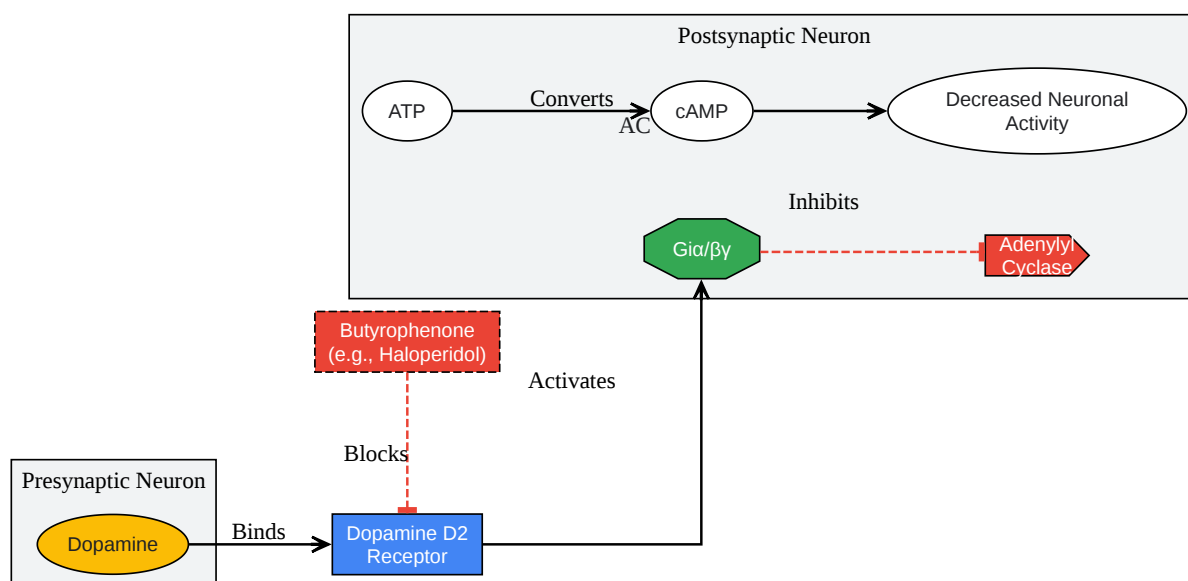 Postsynaptic Neuron
ATP
Converts
AC
cAMP
Decreased Neuronal
Activity
Inhibits
Giα/βγ
Adenylyl
Cyclase
Butyrophenone
(e.g., Haloperidol)
Activates
Blocks
Presynaptic Neuron
Dopamine
Binds
Dopamine D2
Receptor